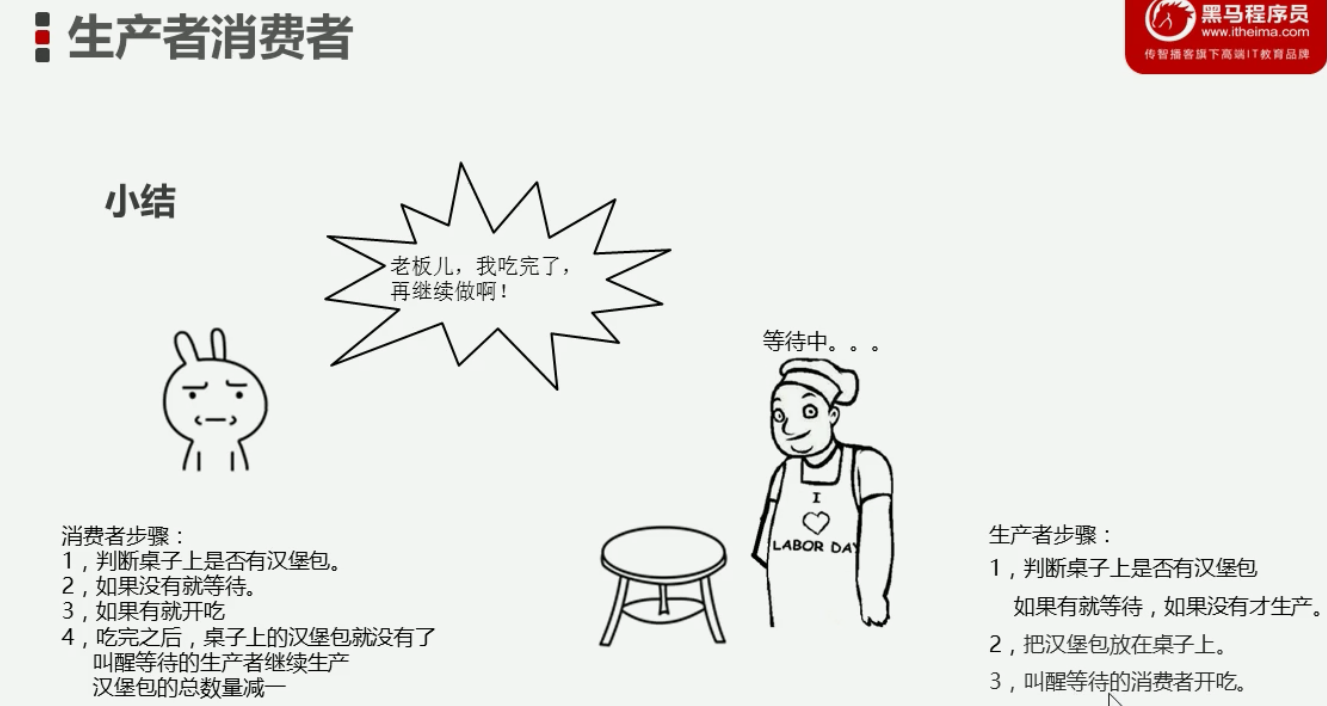 生产者消费者
黑马程序员
www.itheima.com
传智播客旗下高端IT教育品牌
小结
老板儿，我吃完了，
再继续做啊！
等待中。。。
I
LABOR DAY
消费者步骤：
1，判断桌子上是否有汉堡包。
2，如果没有就等待。
3，如果有就开吃
4，吃完之后，桌子上的汉堡包就没有了
叫醒等待的生产者继续生产
汉堡包的总数量减一
生产者步骤：
1，判断桌子上是否有汉堡包
如果有就等待，如果没有才生产。
2，把汉堡包放在桌子上。
3，叫醒等待的消费者开吃。